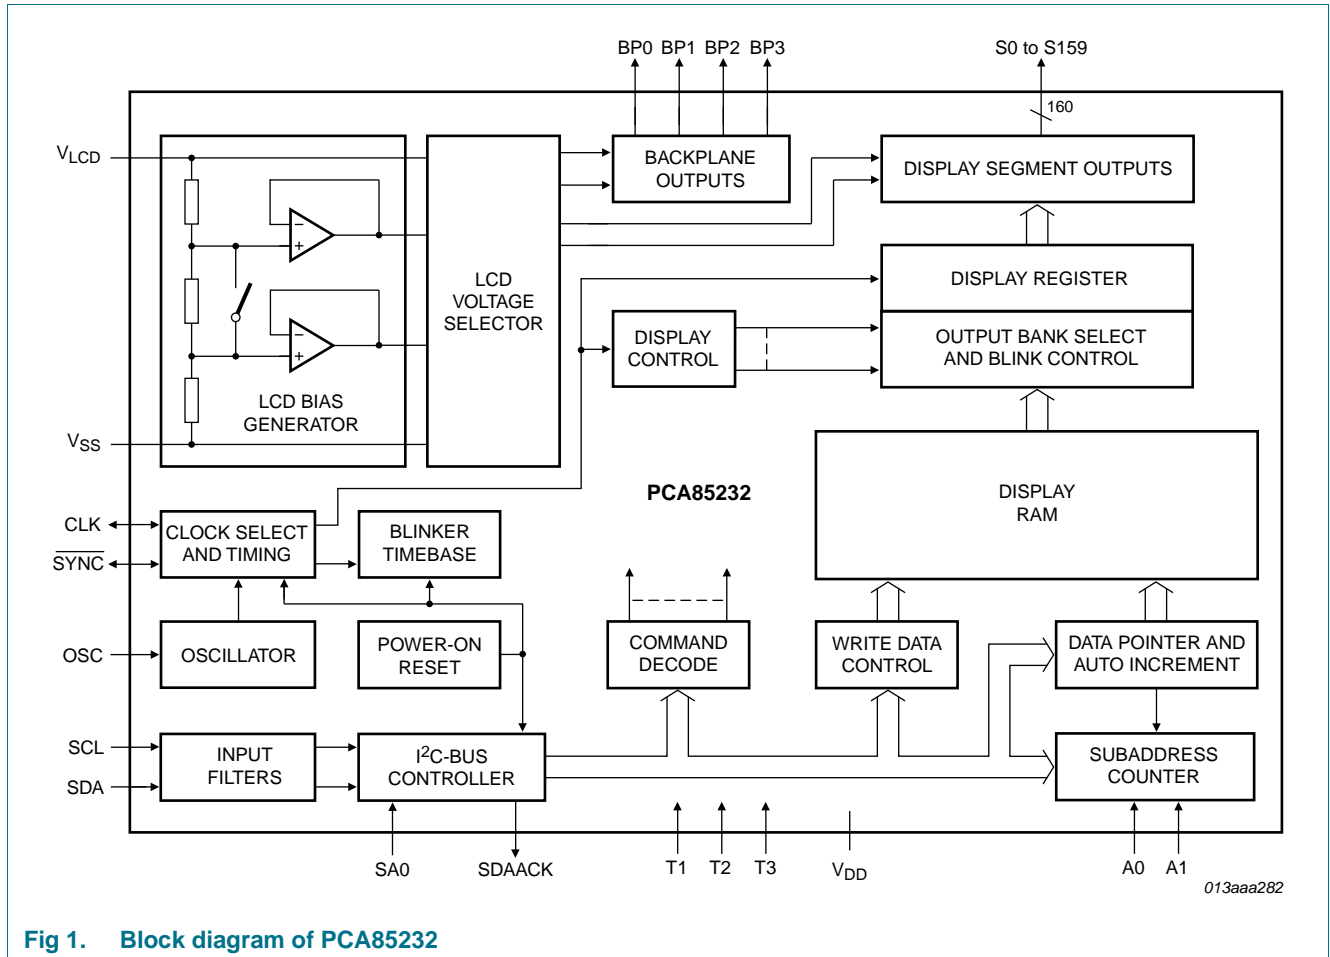 BP0 BP1 BP2 BP3
S0 to S159
160
VLCD
BACKPLANE
OUTPUTS
DISPLAY SEGMENT OUTPUTS
LCD
VOLTAGE
SELECTOR
DISPLAY REGISTER
DISPLAY
CONTROL
OUTPUT BANK SELECT
AND BLINK CONTROL
LCD BIAS
GENERATOR
VSS
PCA85232
DISPLAY
RAM
CLK
SYNC
CLOCK SELECT
AND TIMING
BLINKER
TIMEBASE
OSC
OSCILLATOR
POWER-ON
RESET
COMMAND
DECODE
WRITE DATA
CONTROL
DATA POINTER AND
AUTO INCREMENT
SCL
SDA
INPUT
FILTERS
I2C-BUS
CONTROLLER
SUBADDRESS
COUNTER
SA0
SDAACK
T1 T2 T3
VDD
A0 A1
013aaa282
Fig 1. Block diagram of PCA85232
− +
− +